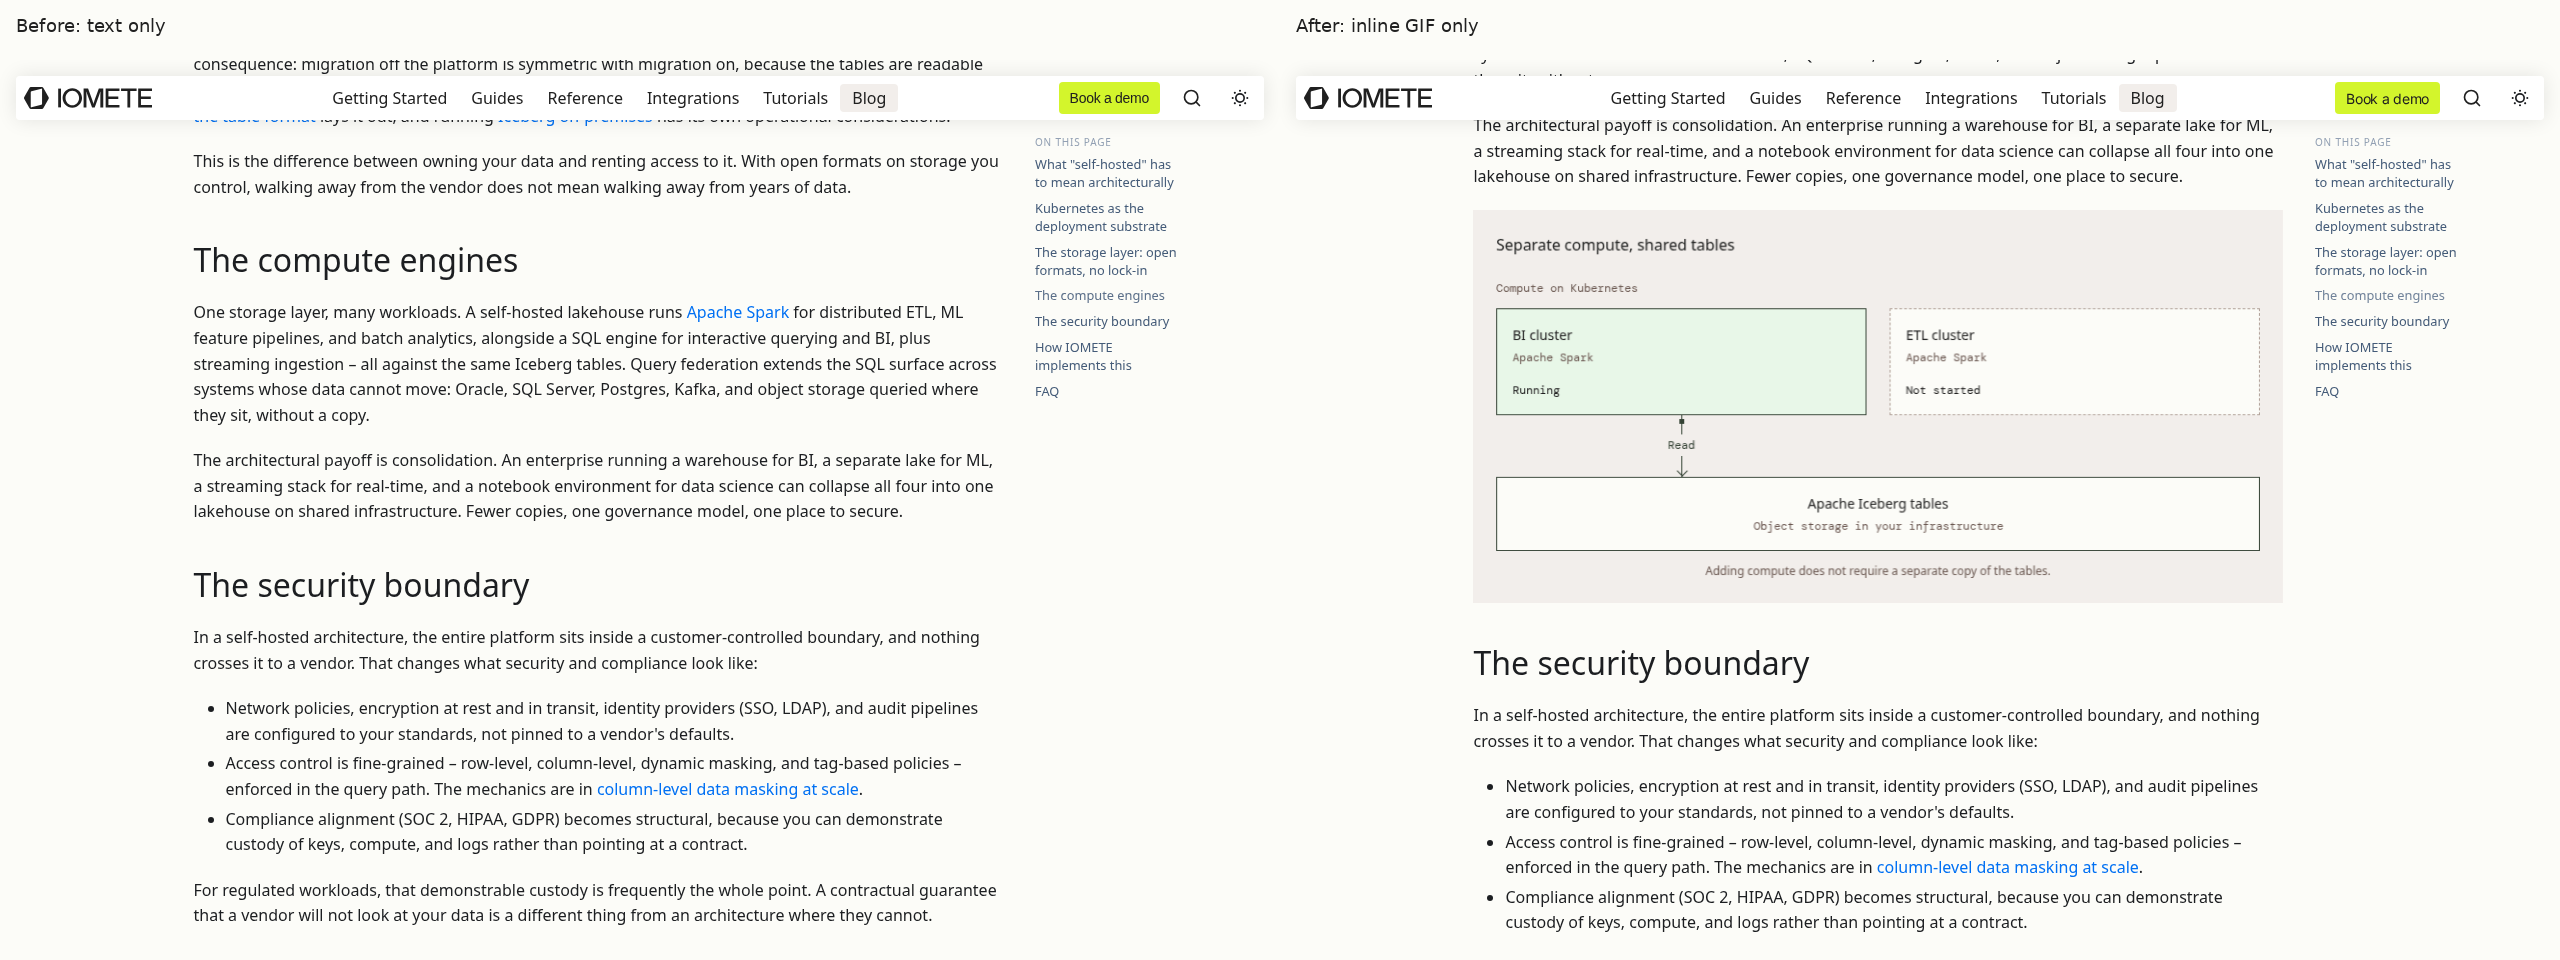 Before: text only
consequence: migration off the platform is symmetric with migration on, because the tables are readable
IOMETE
Getting Started
Guides
Reference
Integrations
Tutorials
Blog
Book a demo
the table format lays it out, and running Iceberg on-premises has its own operational considerations.
This is the difference between owning your data and renting access to it. With open formats on storage you
control, walking away from the vendor does not mean walking away from years of data.
The compute engines
One storage layer, many workloads. A self-hosted lakehouse runs Apache Spark for distributed ETL, ML
feature pipelines, and batch analytics, alongside a SQL engine for interactive querying and BI, plus
streaming ingestion – all against the same Iceberg tables. Query federation extends the SQL surface across
systems whose data cannot move: Oracle, SQL Server, Postgres, Kafka, and object storage queried where
they sit, without a copy.
The architectural payoff is consolidation. An enterprise running a warehouse for BI, a separate lake for ML,
a streaming stack for real-time, and a notebook environment for data science can collapse all four into one
lakehouse on shared infrastructure. Fewer copies, one governance model, one place to secure.
The security boundary
In a self-hosted architecture, the entire platform sits inside a customer-controlled boundary, and nothing
crosses it to a vendor. That changes what security and compliance look like:
Network policies, encryption at rest and in transit, identity providers (SSO, LDAP), and audit pipelines
are configured to your standards, not pinned to a vendor's defaults.
Access control is fine-grained – row-level, column-level, dynamic masking, and tag-based policies –
enforced in the query path. The mechanics are in column-level data masking at scale.
Compliance alignment (SOC 2, HIPAA, GDPR) becomes structural, because you can demonstrate
custody of keys, compute, and logs rather than pointing at a contract.
For regulated workloads, that demonstrable custody is frequently the whole point. A contractual guarantee
that a vendor will not look at your data is a different thing from an architecture where they cannot.
ON THIS PAGE
What "self-hosted" has
to mean architecturally
Kubernetes as the
deployment substrate
The storage layer: open
formats, no lock-in
The compute engines
The security boundary
How IOMETE
implements this
FAQ
After: inline GIF only
IOMETE
Getting Started
Guides
Reference
Integrations
Tutorials
Blog
Book a demo
The architectural payoff is consolidation. An enterprise running a warehouse for BI, a separate lake for ML,
a streaming stack for real-time, and a notebook environment for data science can collapse all four into one
lakehouse on shared infrastructure. Fewer copies, one governance model, one place to secure.
Separate compute, shared tables
Compute on Kubernetes
BI cluster
Apache Spark
Running
ETL cluster
Apache Spark
Not started
Read
Apache Iceberg tables
Object storage in your infrastructure
Adding compute does not require a separate copy of the tables.
The security boundary
In a self-hosted architecture, the entire platform sits inside a customer-controlled boundary, and nothing
crosses it to a vendor. That changes what security and compliance look like:
Network policies, encryption at rest and in transit, identity providers (SSO, LDAP), and audit pipelines
are configured to your standards, not pinned to a vendor's defaults.
Access control is fine-grained – row-level, column-level, dynamic masking, and tag-based policies –
enforced in the query path. The mechanics are in column-level data masking at scale.
Compliance alignment (SOC 2, HIPAA, GDPR) becomes structural, because you can demonstrate
custody of keys, compute, and logs rather than pointing at a contract.
ON THIS PAGE
What "self-hosted" has
to mean architecturally
Kubernetes as the
deployment substrate
The storage layer: open
formats, no lock-in
The compute engines
The security boundary
How IOMETE
implements this
FAQ